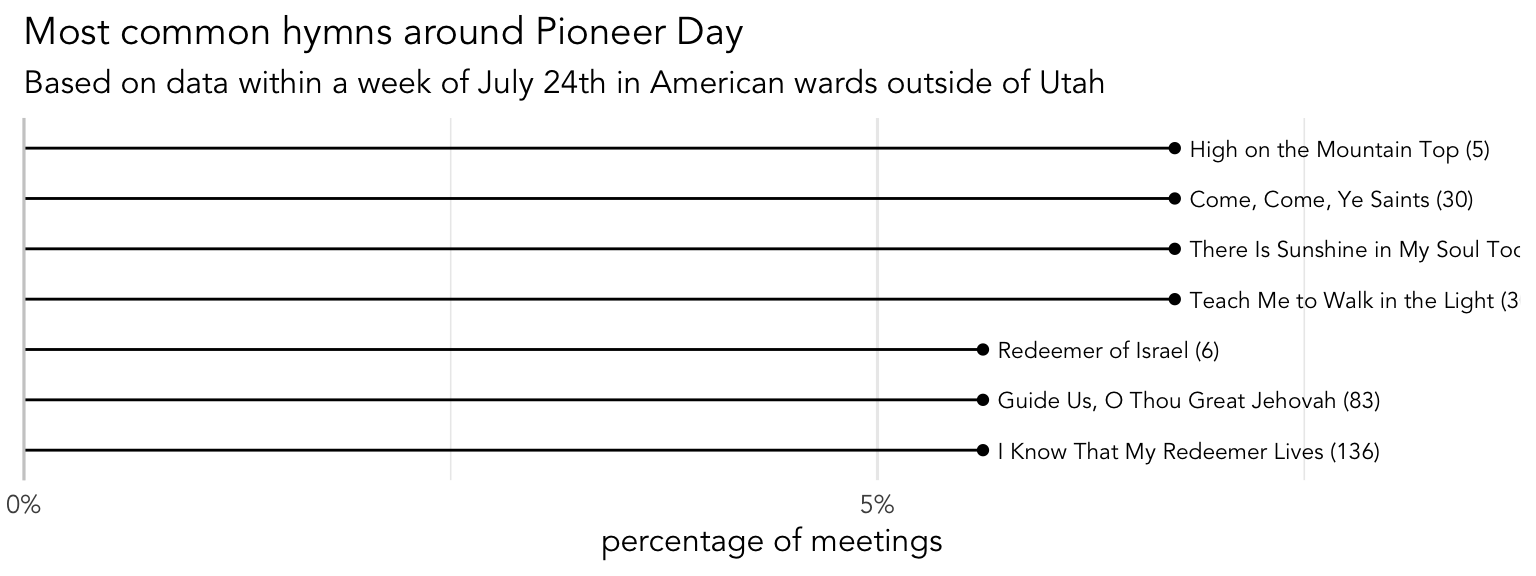 Most common hymns around Pioneer Day
Based on data within a week of July 24th in American wards outside of Utah
High on the Mountain Top (5)
Come, Come, Ye Saints (30)
There Is Sunshine in My Soul
Teach Me to Walk in the Light (3
Redeemer of Israel (6)
Guide Us, O Thou Great Jehovah (83)
I Know That My Redeemer Lives (136)
0% 5%
percentage of meetings